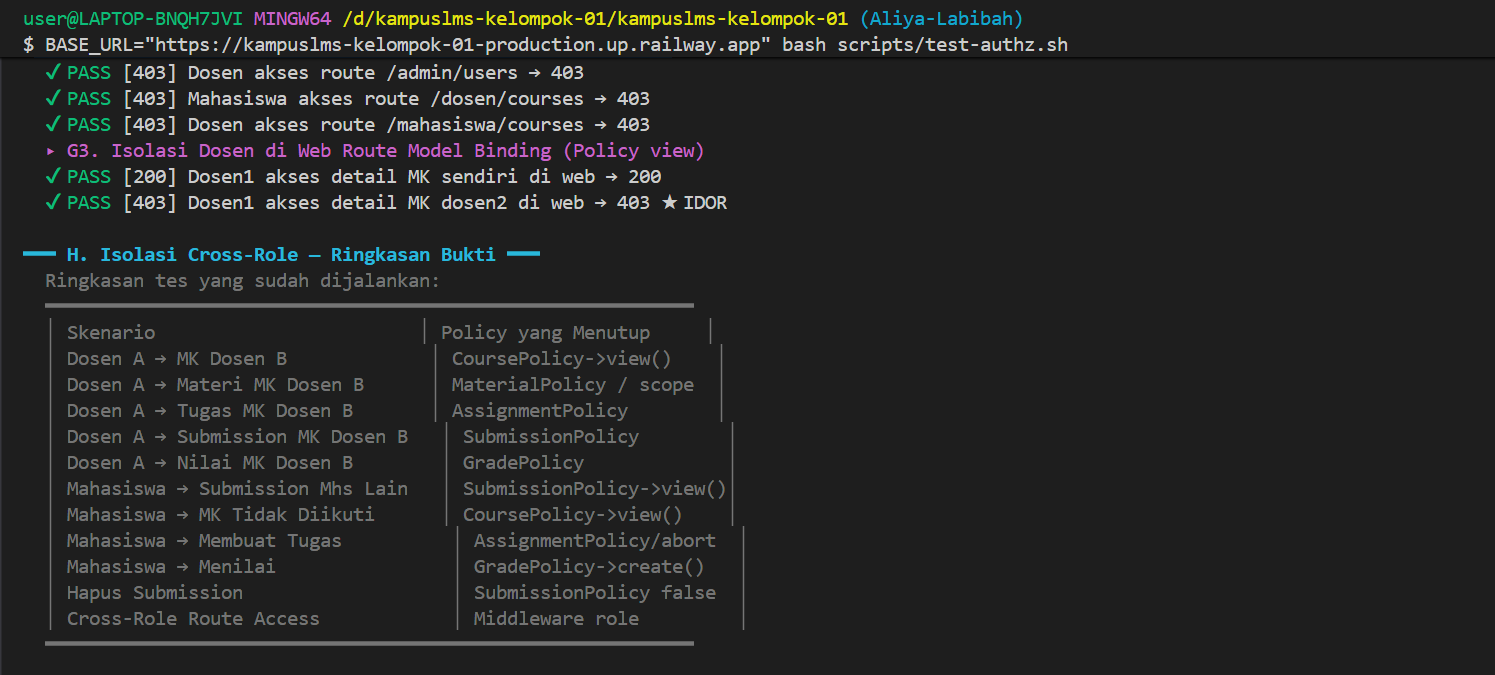 user@LAPTOP-BNQH7JVI MINGW64 /d/kampuslms-kelompok-01/kampuslms-kelompok-01 (Aliya-Labibah)
$ BASE_URL="https://kampuslms-kelompok-01-production.up.railway.app" bash scripts/test-authz.sh
✓ PASS [403] Dosen akses route /admin/users → 403
✓ PASS [403] Mahasiswa akses route /dosen/courses → 403
✓ PASS [403] Dosen akses route /mahasiswa/courses → 403
▸ G3. Isolasi Dosen di Web Route Model Binding (Policy view)
✓ PASS [200] Dosen1 akses detail MK sendiri di web → 200
✓ PASS [403] Dosen1 akses detail MK dosen2 di web → 403 ★ IDOR
━━━ H. Isolasi Cross-Role — Ringkasan Bukti ━━━
Ringkasan tes yang sudah dijalankan:
│ Skenario │ Policy yang Menutup │
│ Dosen A → MK Dosen B │ CoursePolicy->view() │
│ Dosen A → Materi MK Dosen B │ MaterialPolicy / scope │
│ Dosen A → Tugas MK Dosen B │ AssignmentPolicy │
│ Dosen A → Submission MK Dosen B │ SubmissionPolicy │
│ Dosen A → Nilai MK Dosen B │ GradePolicy │
│ Mahasiswa → Submission Mhs Lain │ SubmissionPolicy->view() │
│ Mahasiswa → MK Tidak Diikuti │ CoursePolicy->view() │
│ Mahasiswa → Membuat Tugas │ AssignmentPolicy/abort │
│ Mahasiswa → Menilai │ GradePolicy->create() │
│ Hapus Submission │ SubmissionPolicy false │
│ Cross-Role Route Access │ Middleware role │